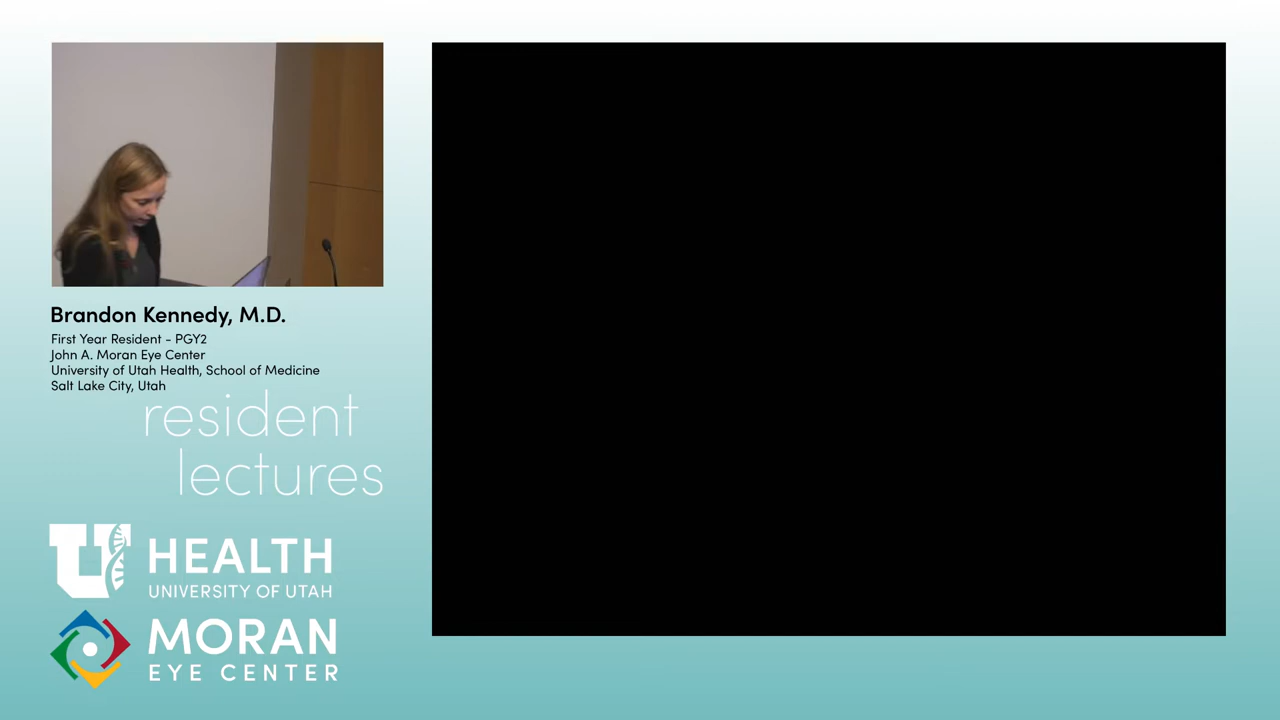 Brandon Kennedy, M.D.
First Year Resident - PGY2
John A. Moran Eye Center
University of Utah Health, School of Medicine
Salt Lake City, Utah
resident
lectures
U HEALTH
UNIVERSITY OF UTAH
MORAN
EYE CENTER